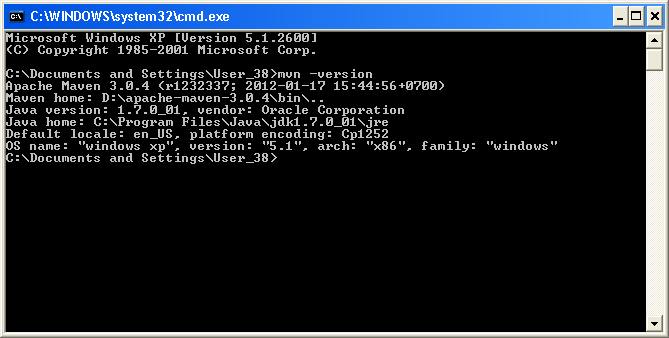 C:\WINDOWS\system32\cmd.exe
Microsoft Windows XP [Version 5.1.2600]
(C) Copyright 1985-2001 Microsoft Corp.
C:\Documents and Settings\User_38>mvn -version
Apache Maven 3.0.4 (r1232337; 2012-01-17 15:44:56+0700)
Maven home: D:\apache-maven-3.0.4\bin\..
Java version: 1.7.0_01, vendor: Oracle Corporation
Java home: C:\Program Files\Java\jdk1.7.0_01\jre
Default locale: en_US, platform encoding: Cp1252
OS name: "windows xp", version: "5.1", arch: "x86", family: "windows"
C:\Documents and Settings\User_38>